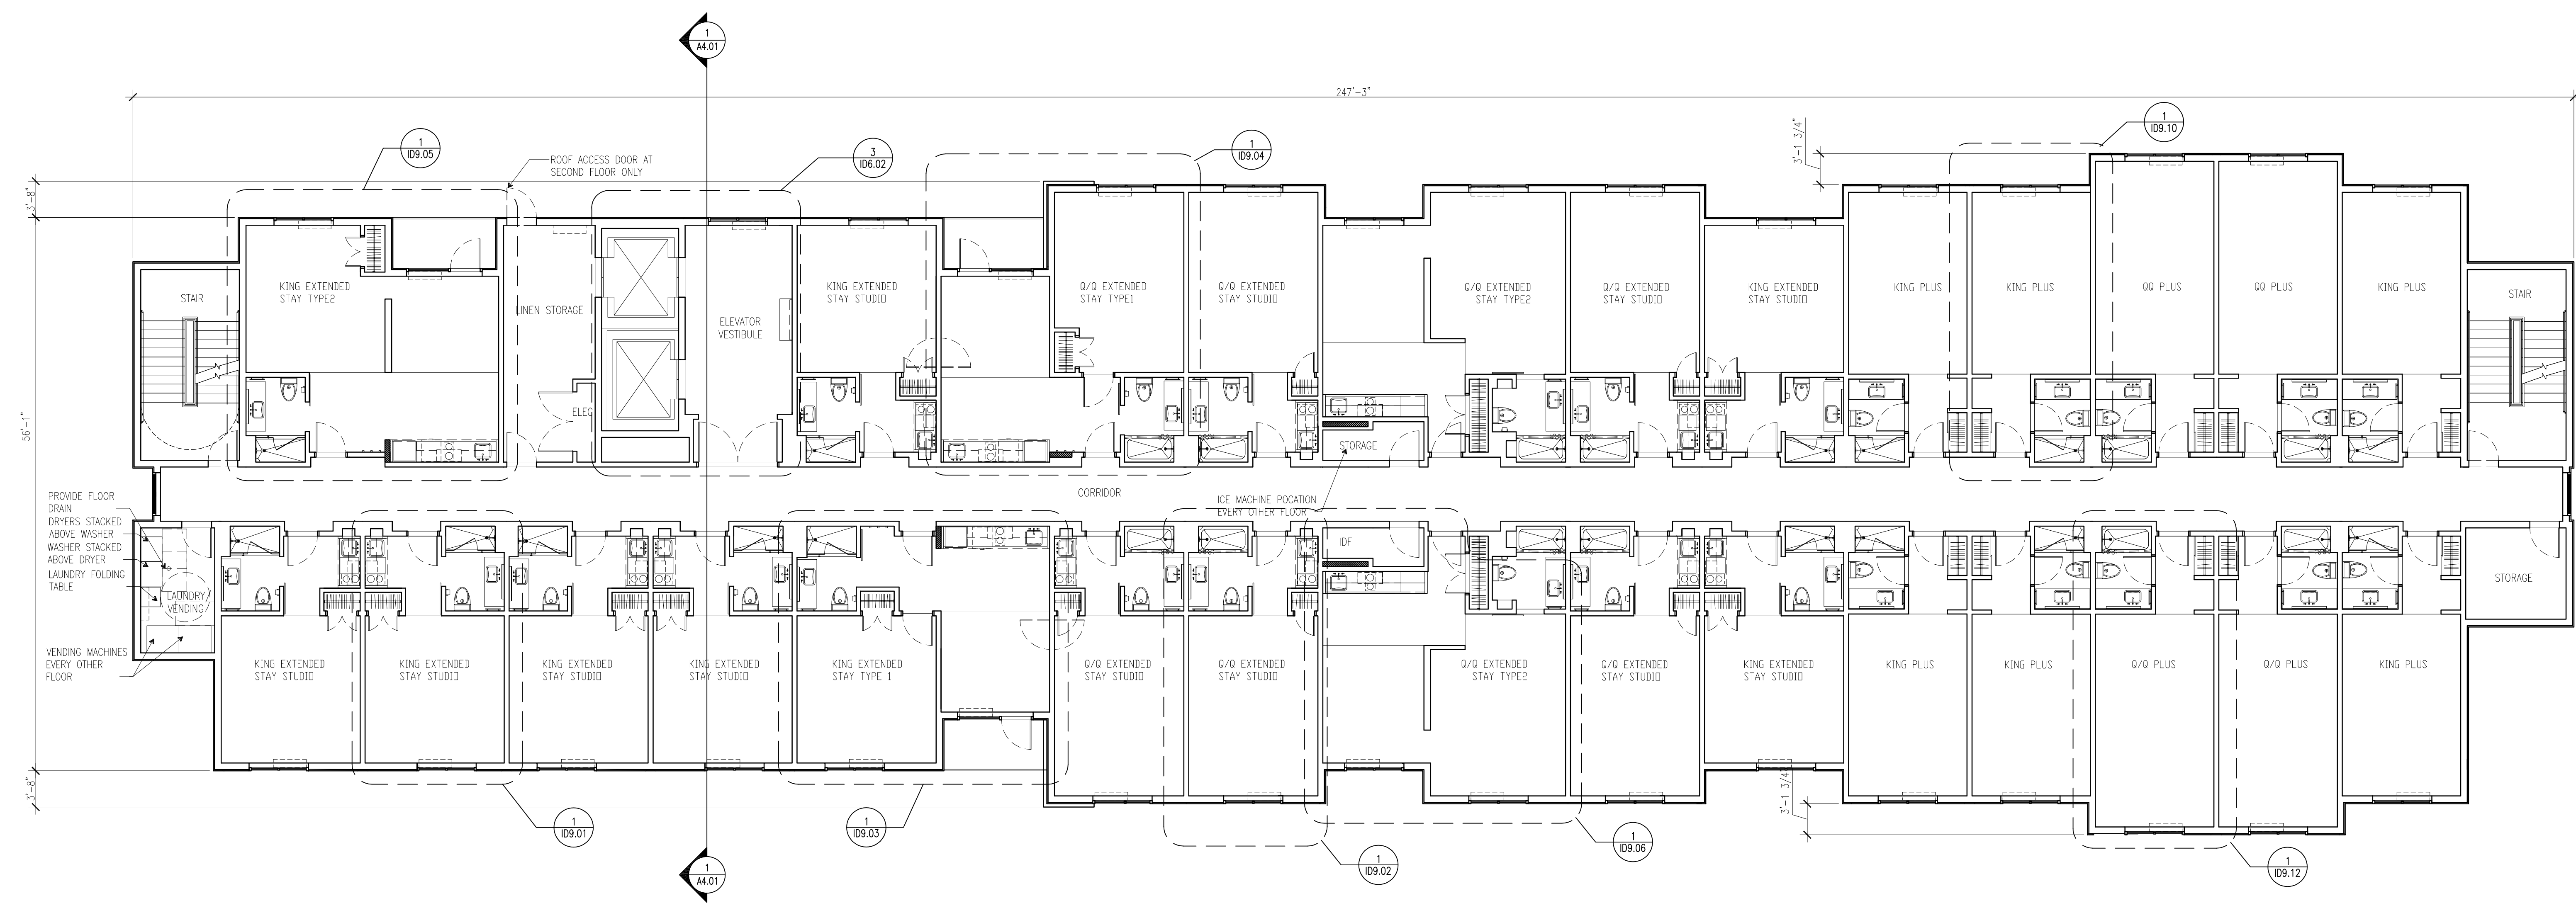 1
A4.01
247'-3"
1
ID9.05
ROOF ACCESS DOOR AT
SECOND FLOOR ONLY
3
ID6.02
1
ID9.04
3'-1 3/4"
1
ID9.10
3'-8"
56'-1"
3'-8"
STAIR
KING EXTENDED
STAY TYPE2
LINEN STORAGE
ELEC
ELEVATOR
VESTIBULE
KING EXTENDED
STAY STUDIO
Q/Q EXTENDED
STAY TYPE1
Q/Q EXTENDED
STAY STUDIO
Q/Q EXTENDED
STAY TYPE2
Q/Q EXTENDED
STAY STUDIO
KING EXTENDED
STAY STUDIO
KING PLUS
KING PLUS
QQ PLUS
QQ PLUS
KING PLUS
STAIR
STORAGE
CORRIDOR
ICE MACHINE POCATION
EVERY OTHER FLOOR
PROVIDE FLOOR
DRAIN
DRYERS STACKED
ABOVE WASHER
WASHER STACKED
ABOVE DRYER
LAUNDRY FOLDING
TABLE
LAUNDRY/
VENDING
VENDING MACHINES
EVERY OTHER
FLOOR
IDF
STORAGE
KING EXTENDED
STAY STUDIO
KING EXTENDED
STAY STUDIO
KING EXTENDED
STAY STUDIO
KING EXTENDED
STAY STUDIO
KING EXTENDED
STAY TYPE 1
Q/Q EXTENDED
STAY STUDIO
Q/Q EXTENDED
STAY STUDIO
Q/Q EXTENDED
STAY TYPE2
Q/Q EXTENDED
STAY STUDIO
KING EXTENDED
STAY STUDIO
KING PLUS
KING PLUS
Q/Q PLUS
Q/Q PLUS
KING PLUS
3'-1 3/4"
1
ID9.01
1
ID9.03
1
ID9.06
1
ID9.02
1
ID9.12
1
A4.01